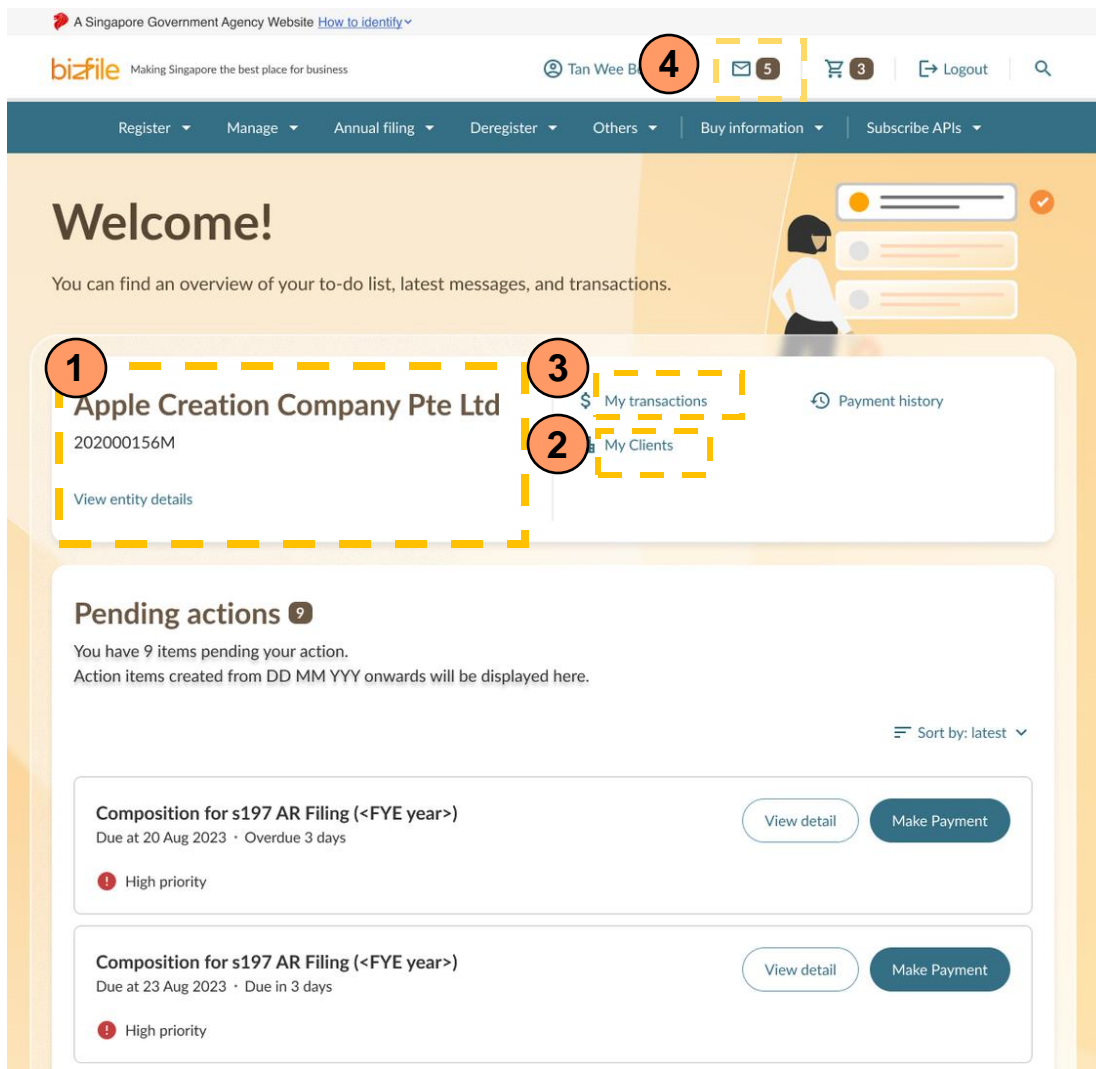 A Singapore Government Agency Website How to identify
bizfile Making Singapore the best place for business
Tan Wee 4 5 3 Logout
Register Manage Annual filing Deregister Others Buy information Subscribe APIs
Welcome!
You can find an overview of your to-do list, latest messages, and transactions.
1
3
Apple Creation Company Pte Ltd
$ My transactions
Payment history
202000156M
2
My Clients
View entity details
Pending actions 9
You have 9 items pending your action.
Action items created from DD MM YYY onwards will be displayed here.
Sort by: latest
Composition for s197 AR Filing (<FYE year>)
Due at 20 Aug 2023 · Overdue 3 days
View detail
Make Payment
! High priority
Composition for s197 AR Filing (<FYE year>)
Due at 23 Aug 2023 · Due in 3 days
View detail
Make Payment
! High priority